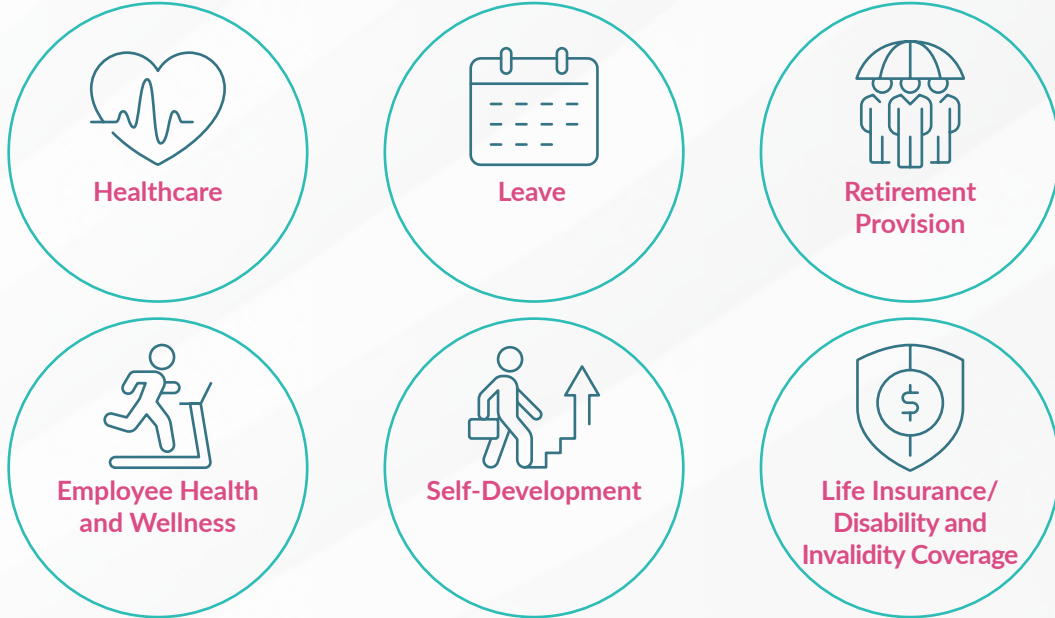 Healthcare
Leave
Retirement
Provision
Employee Health
and Wellness
Self-Development
$
Life Insurance/
Disability and
Invalidity Coverage